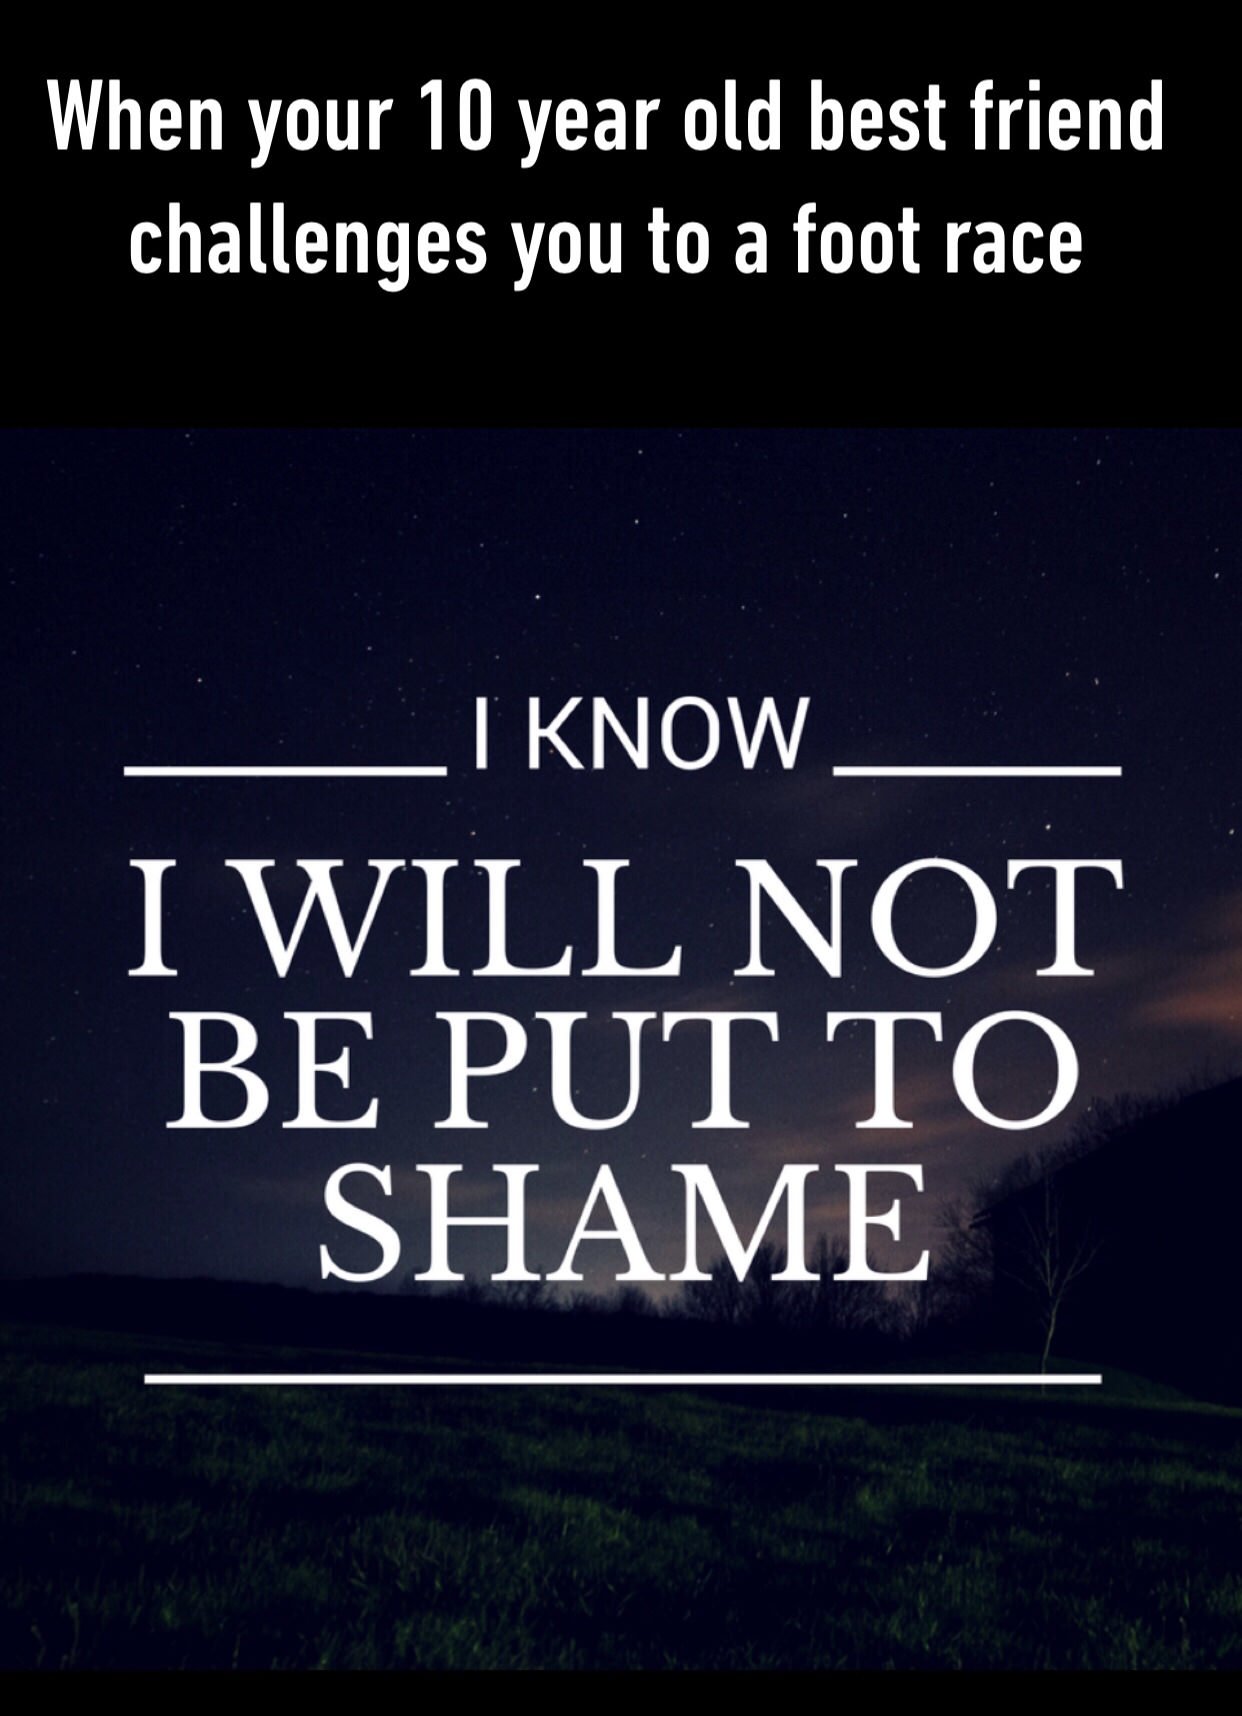 When your 10 year old best friend
challenges you to a foot race
I KNOW
I WILL NOT
BE PUT TO
SHAME